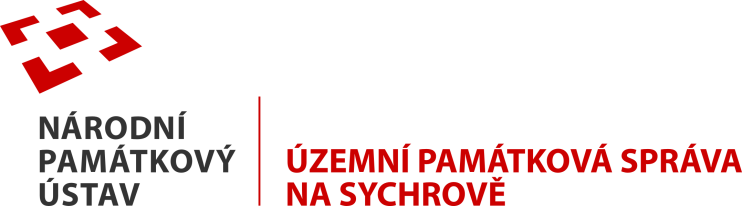 NÁRODNÍ
PAMÁTKOVÝ
ÚSTAV
ÚZEMNÍ PAMÁTKOVÁ SPRÁVA
NA SYCHROVĚ